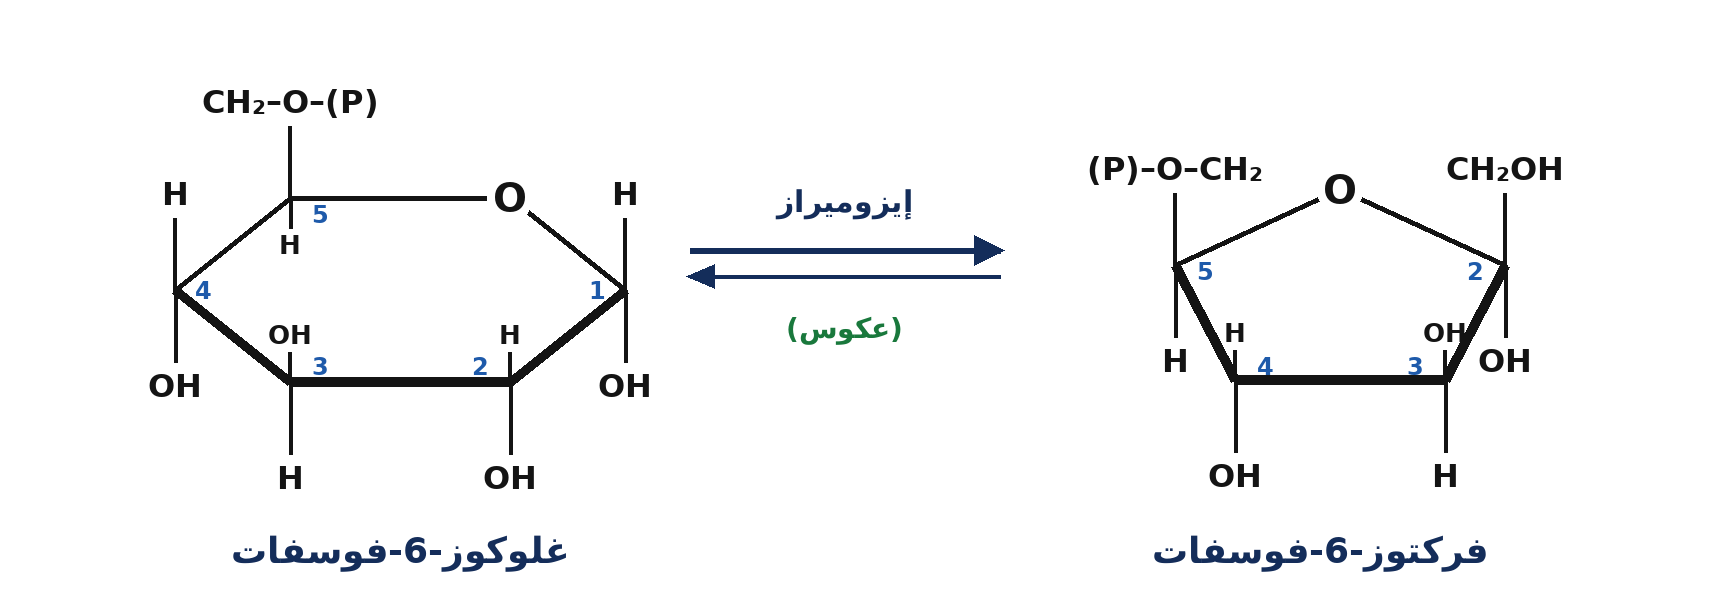 CH₂–O–(P)
H
O
H
5
H
4
1
OH
H
3
2
OH
OH
H
OH
غلوكوز-6-فوسفات
إيزوميراز
(عكوس)
(P)–O–CH₂
O
CH₂OH
5
2
H
OH
H
4
3
OH
OH
H
فركتوز-6-فوسفات